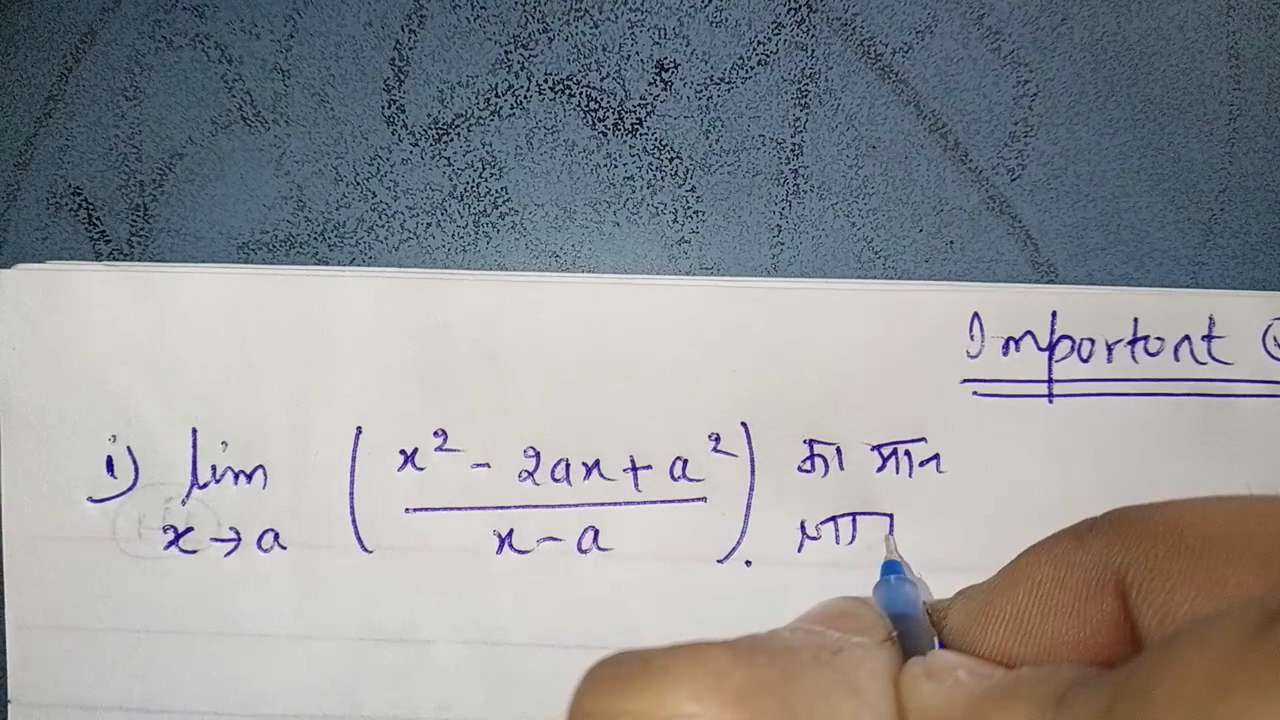 Important
i) lim x→a ( (x² - 2ax + a²) / (x - a) ). का मान